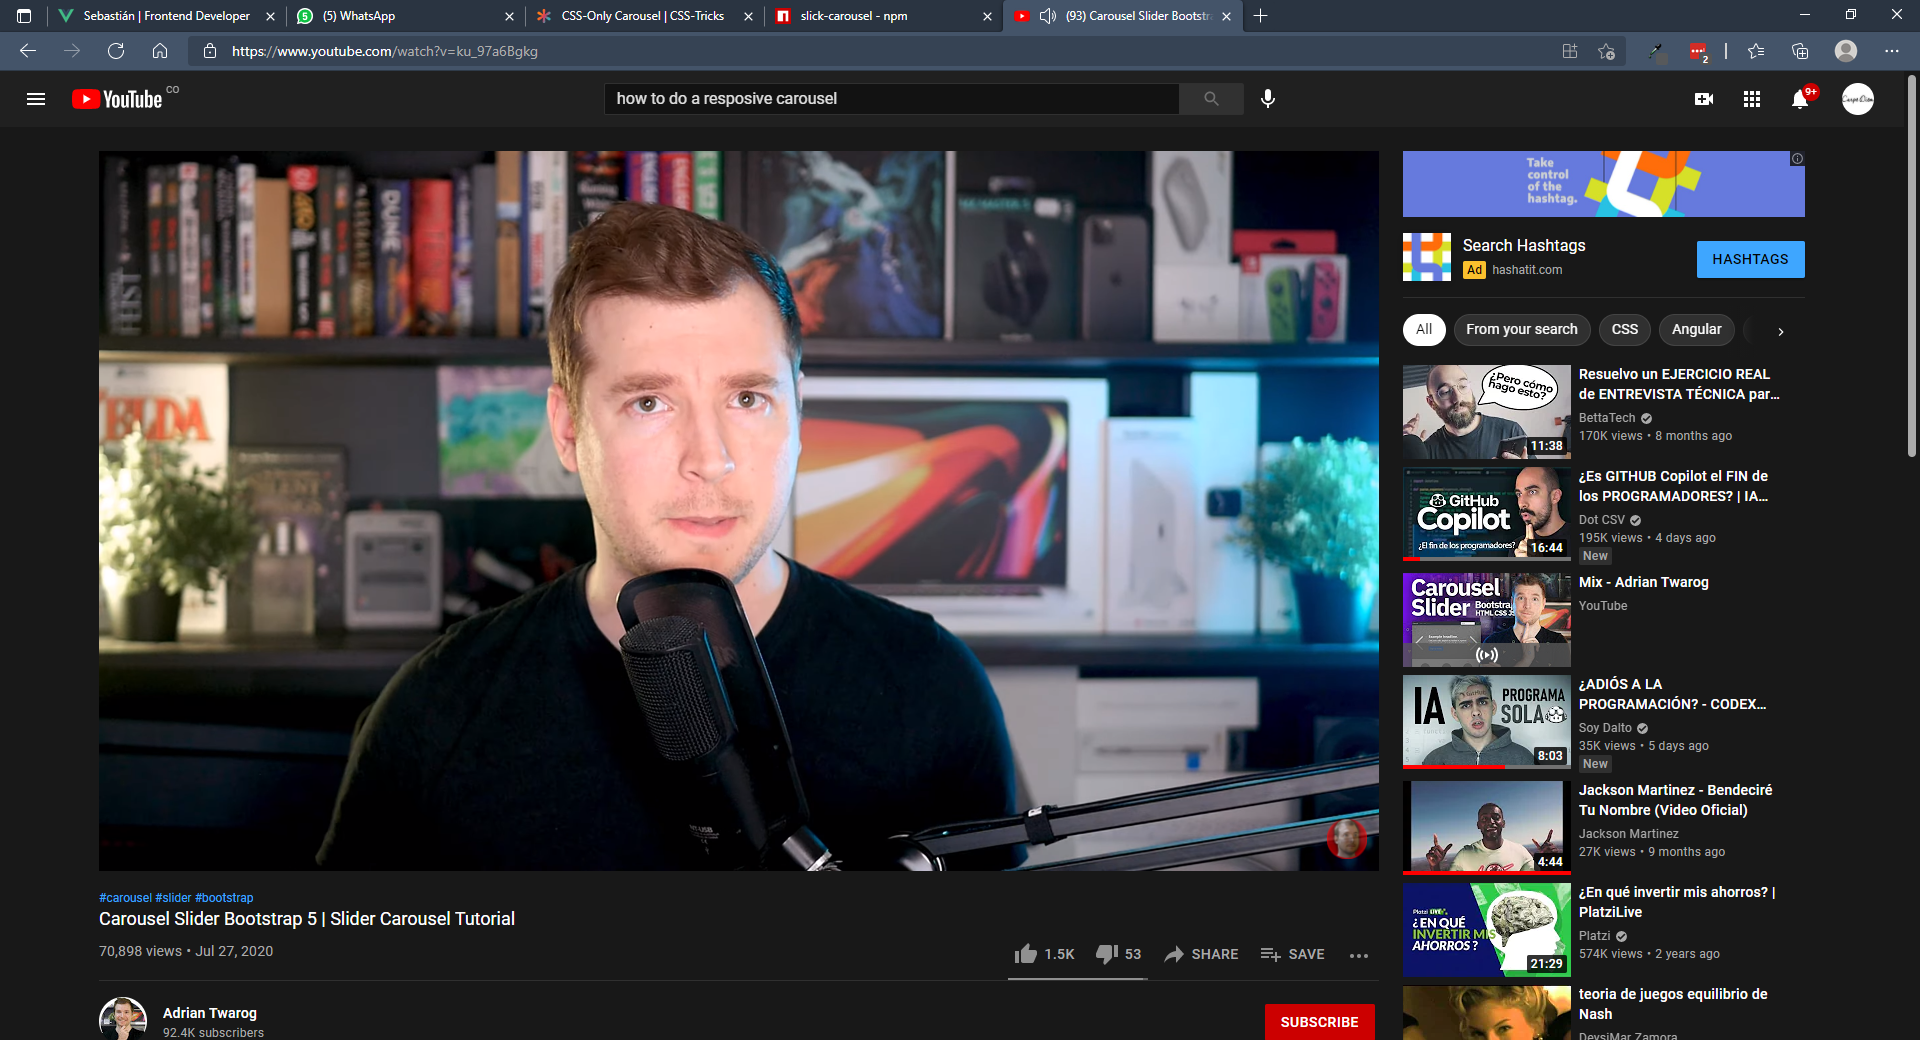 Sebastián | Frontend Developer
(5) WhatsApp
CSS-Only Carousel | CSS-Tricks
slick-carousel - npm
(93) Carousel Slider Bootstr
https://www.youtube.com/watch?v=ku_97a6Bgkg
2
YouTube CO
how to do a resposive carousel
9+
Take
control
of the
hashtag.
Search Hashtags
Ad hashatit.com
HASHTAGS
All
From your search
CSS
Angular
DUNE
FEIST
¿Pero cómo
hago esto?
11:38
Resuelvo un EJERCICIO REAL
de ENTREVISTA TÉCNICA par...
BettaTech
170K views • 8 months ago
GitHub
Copilot
¿El fin de los programadores?
16:44
¿Es GITHUB Copilot el FIN de
los PROGRAMADORES? | IA...
Dot CSV
195K views • 4 days ago
New
Carousel
Slider
Bootstra
HTML CSS JS
Mix - Adrian Twarog
YouTube
IA
PROGRAMA
SOLA
8:03
¿ADIÓS A LA
PROGRAMACIÓN? - CODEX...
Soy Dalto
35K views • 5 days ago
New
4:44
Jackson Martinez - Bendeciré
Tu Nombre (Video Oficial)
Jackson Martinez
27K views • 9 months ago
Platzi LIVE
¿EN QUÉ
INVERTIR MIS
AHORROS?
21:29
¿En qué invertir mis ahorros? |
PlatziLive
Platzi
574K views • 2 years ago
teoria de juegos equilibrio de
Nash
DeysiMar Zamora
#carousel #slider #bootstrap
Carousel Slider Bootstrap 5 | Slider Carousel Tutorial
70,898 views • Jul 27, 2020
1.5K
53
SHARE
SAVE
Adrian Twarog
92.4K subscribers
SUBSCRIBE